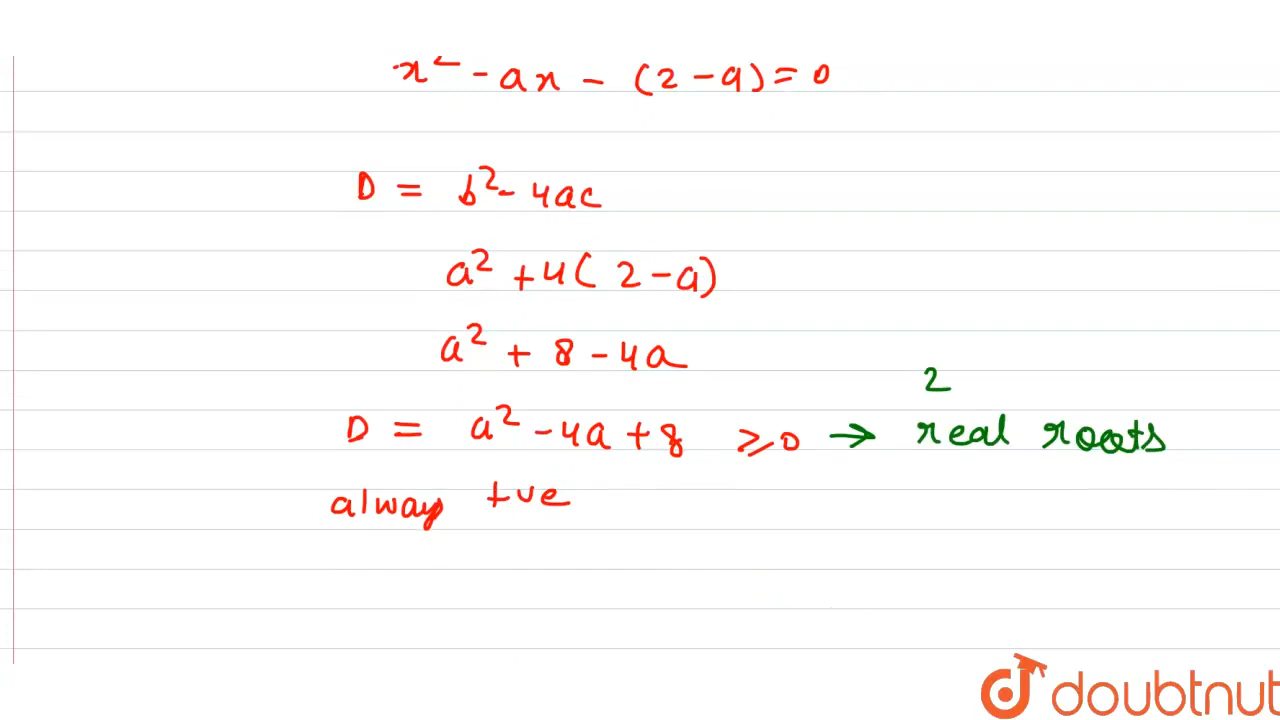 x² - ax - (2 - a) = 0
D = b² - 4ac
a² + 4(2 - a)
a² + 8 - 4a
2
D = a² - 4a + 8 ≥ 0 → real roots
alway +ve
doubtnut